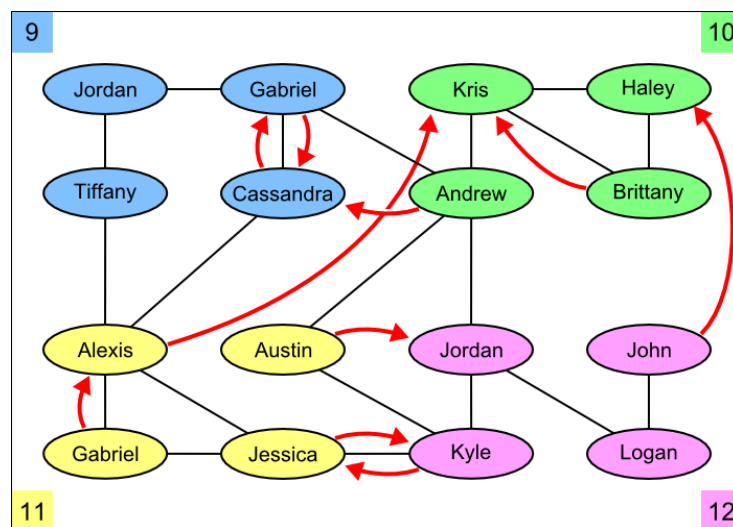 9
10
Jordan
Gabriel
Kris
Haley
Tiffany
Cassandra
Andrew
Brittany
Alexis
Austin
Jordan
John
Gabriel
Jessica
Kyle
Logan
11
12